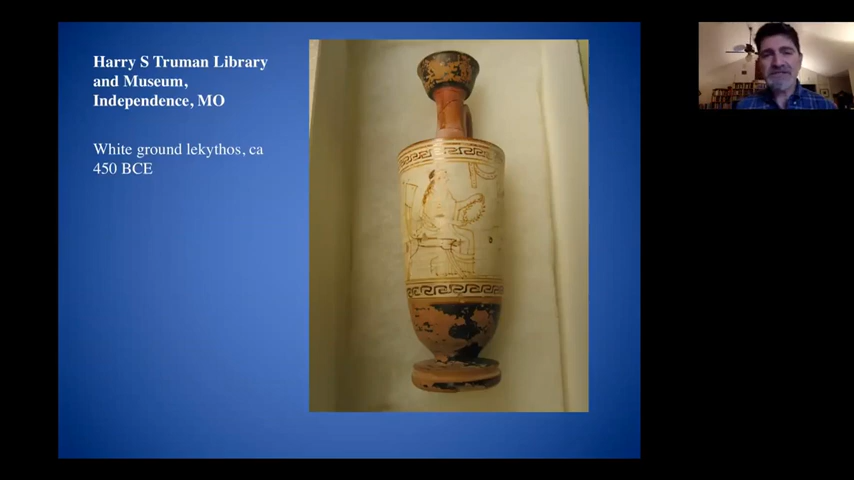 Harry S Truman Library
and Museum,
Independence, MO
White ground lekythos, ca
450 BCE